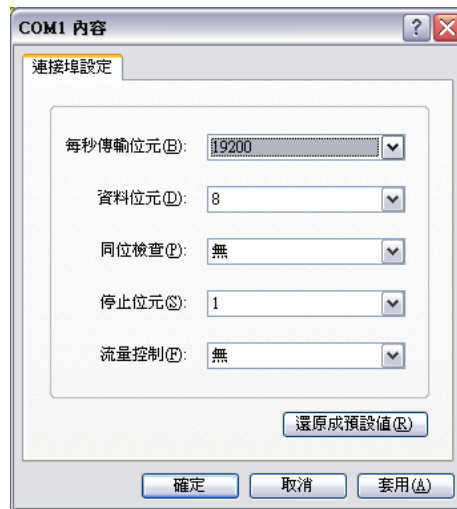 COM1 內容
連接埠設定
每秒傳輸位元(B): 19200
資料位元(D): 8
同位檢查(P): 無
停止位元(S): 1
流量控制(F): 無
還原成預設值(R)
確定 取消 套用(A)